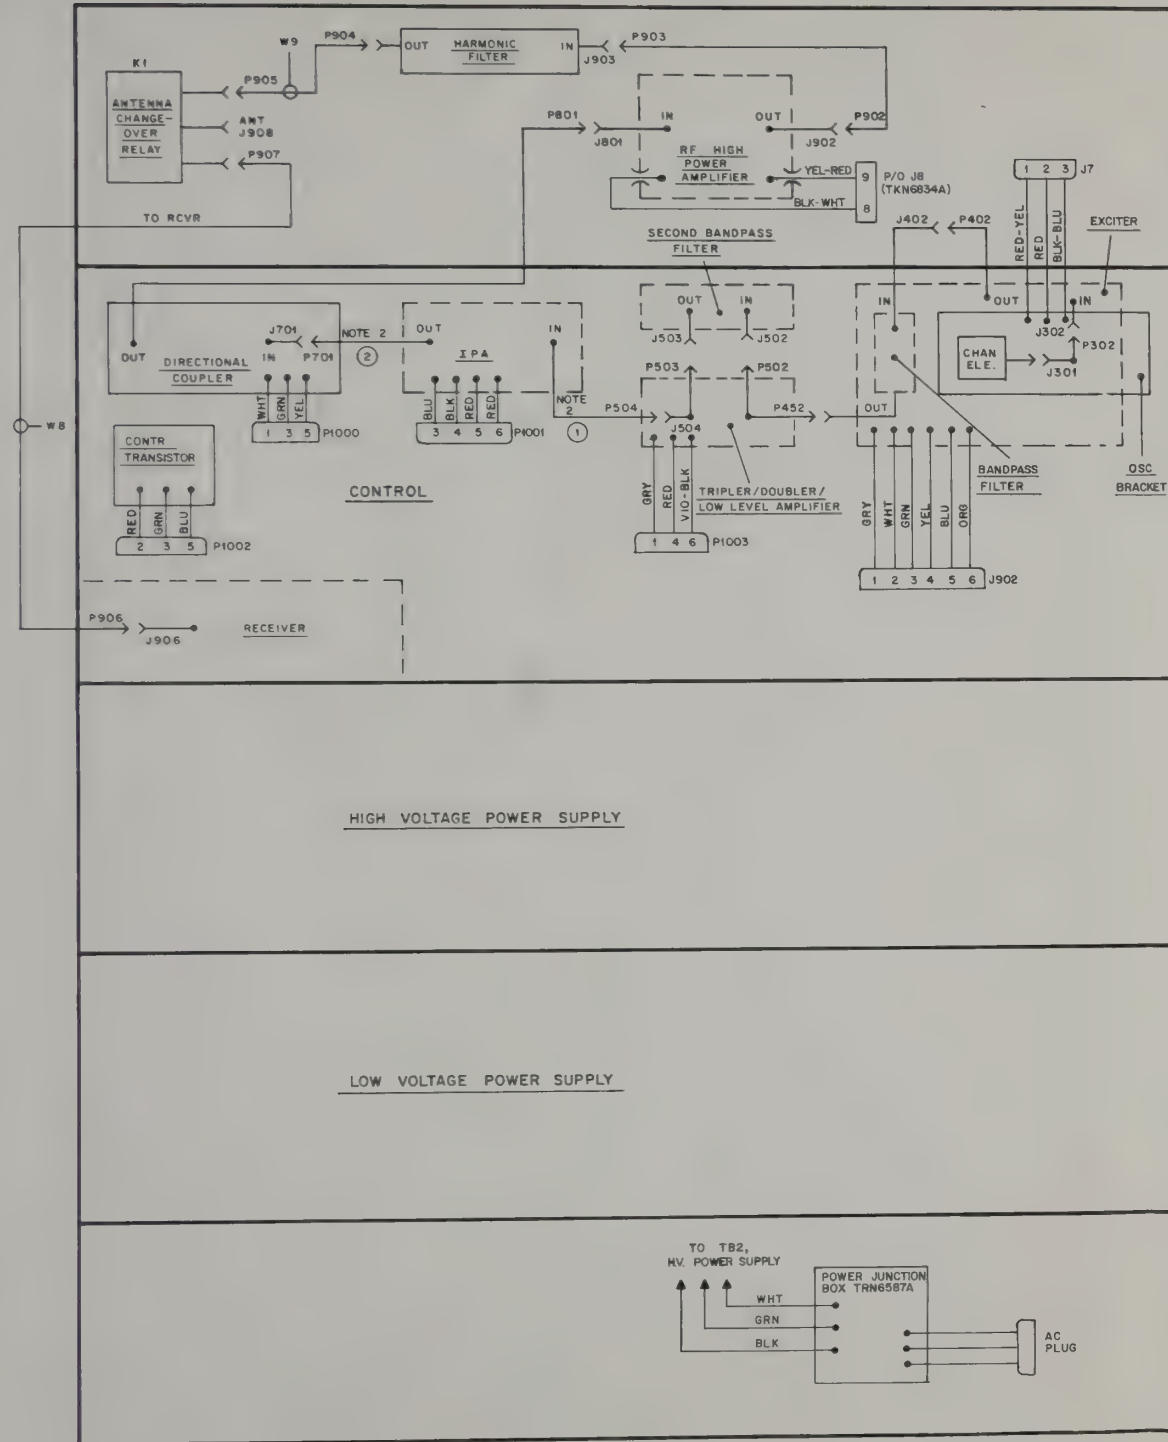 K1
ANTENNA
CHANGE-
OVER
RELAY
P905
W9
P904
OUT
HARMONIC
FILTER
IN
J903
P903
ANT
J908
P907
TO RCVR
P801
J801
IN
OUT
RF HIGH
POWER
AMPLIFIER
J902
P902
YEL-RED
BLK-WHT
9
8
P/O J8
(TKN6834A)
1 2 3 J7
RED-YEL
RED
BLK-BLU
J402
P402
EXCITER
SECOND BANDPASS
FILTER
OUT
IN
J503
J502
IN
OUT
IN
J302
P302
CHAN
ELE.
J301
OUT
DIRECTIONAL
COUPLER
J701
IN
P701
NOTE 2
2
WHT
GRN
YEL
1 3 5 P1000
OUT
IPA
IN
BLU
BLK
RED
RED
3 4 5 6 P1001
NOTE
2
1
P504
P503
P502
J504
P452
OUT
TRIPLER/DOUBLER/
LOW LEVEL AMPLIFIER
BANDPASS
FILTER
OSC
BRACKET
GRY
RED
VIO-BLK
1 4 6 P1003
GRY
WHT
GRN
YEL
BLU
ORG
1 2 3 4 5 6 J902
W8
CONTR
TRANSISTOR
RED
GRN
BLU
2 3 5 P1002
CONTROL
P906
J906
RECEIVER
HIGH VOLTAGE POWER SUPPLY
LOW VOLTAGE POWER SUPPLY
TO TB2,
H.V. POWER SUPPLY
WHT
GRN
BLK
POWER JUNCTION
BOX TRN6587A
AC
PLUG